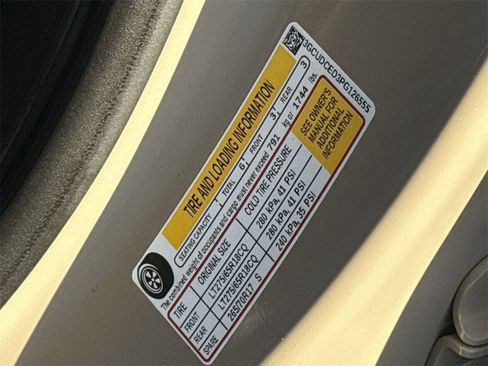 3GCUDCED3PG126555
TIRE AND LOADING INFORMATION
SEATING CAPACITY TOTAL 6 FRONT 3 REAR 3
The combined weight of occupants and cargo must never exceed 791 kg or 1744 lbs.
TIRE ORIGINAL SIZE COLD TIRE PRESSURE
FRONT LT275/65R18CQ 280 kPa, 41 PSI
REAR LT275/65R18CQ 280 kPa, 41 PSI
SPARE 265/70R17 S 240 kPa, 35 PSI
SEE OWNER'S
MANUAL FOR
ADDITIONAL
INFORMATION